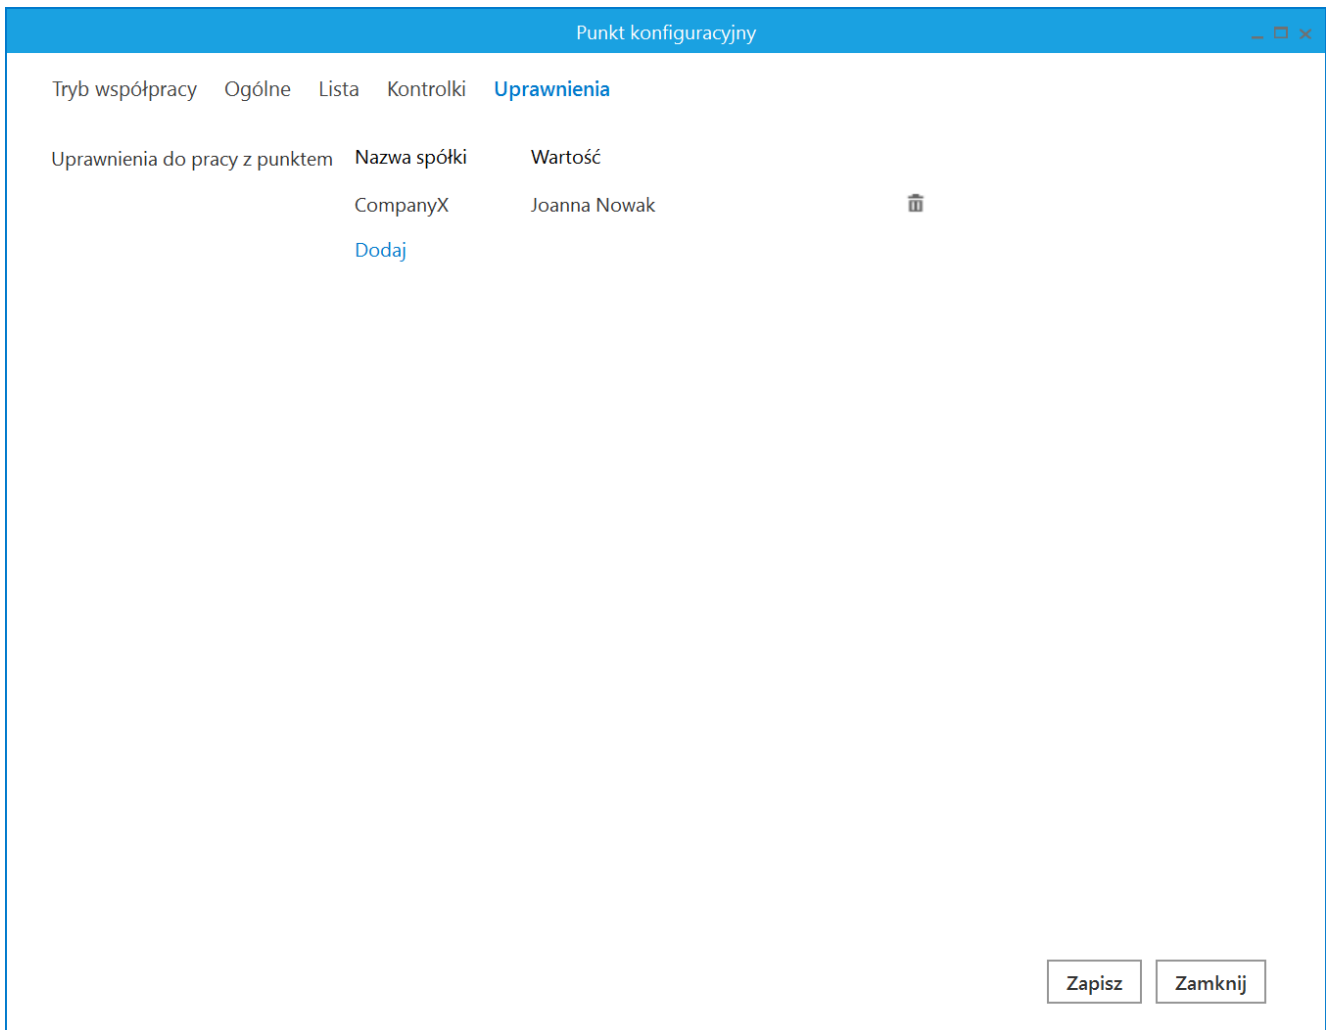 Punkt konfiguracyjny
Tryb współpracy Ogólne Lista Kontrolki Uprawnienia
Uprawnienia do pracy z punktem Nazwa spółki Wartość
CompanyX Joanna Nowak
Dodaj
Zapisz Zamknij